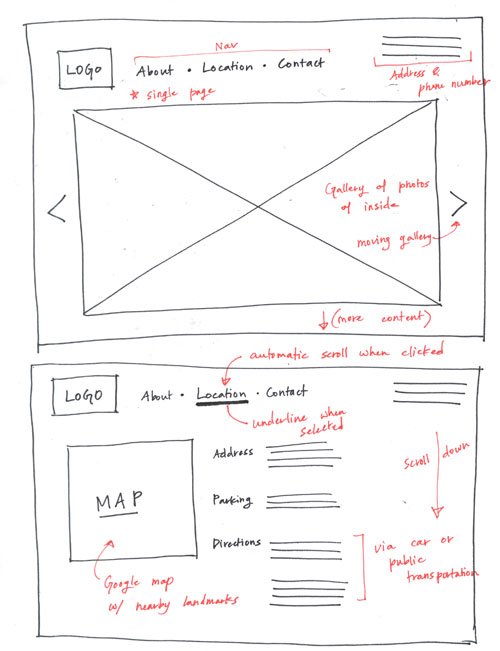 Nav
LOGO
About • Location • Contact
* single page
Address &
phone number
Gallery of photos
of inside
<
>
moving gallery
↓ (more content)
automatic scroll when clicked
LOGO
About • Location • Contact
underline when
selected
Address
scroll down
MAP
Parking
Directions
via car or
public
transportation
Google map
w/ nearby landmarks